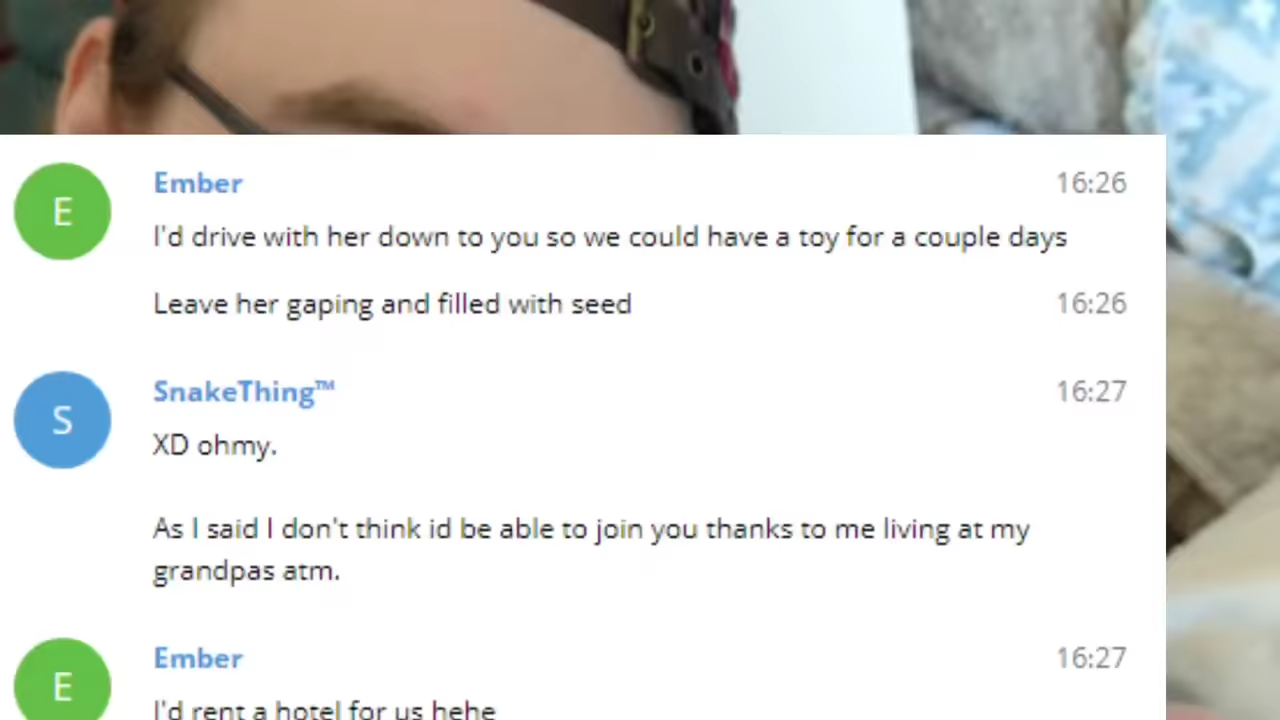 E
Ember 16:26
I'd drive with her down to you so we could have a toy for a couple days
Leave her gaping and filled with seed 16:26
S
SnakeThing™ 16:27
XD ohmy.
As I said I don't think id be able to join you thanks to me living at my
grandpas atm.
E
Ember 16:27
I'd rent a hotel for us hehe